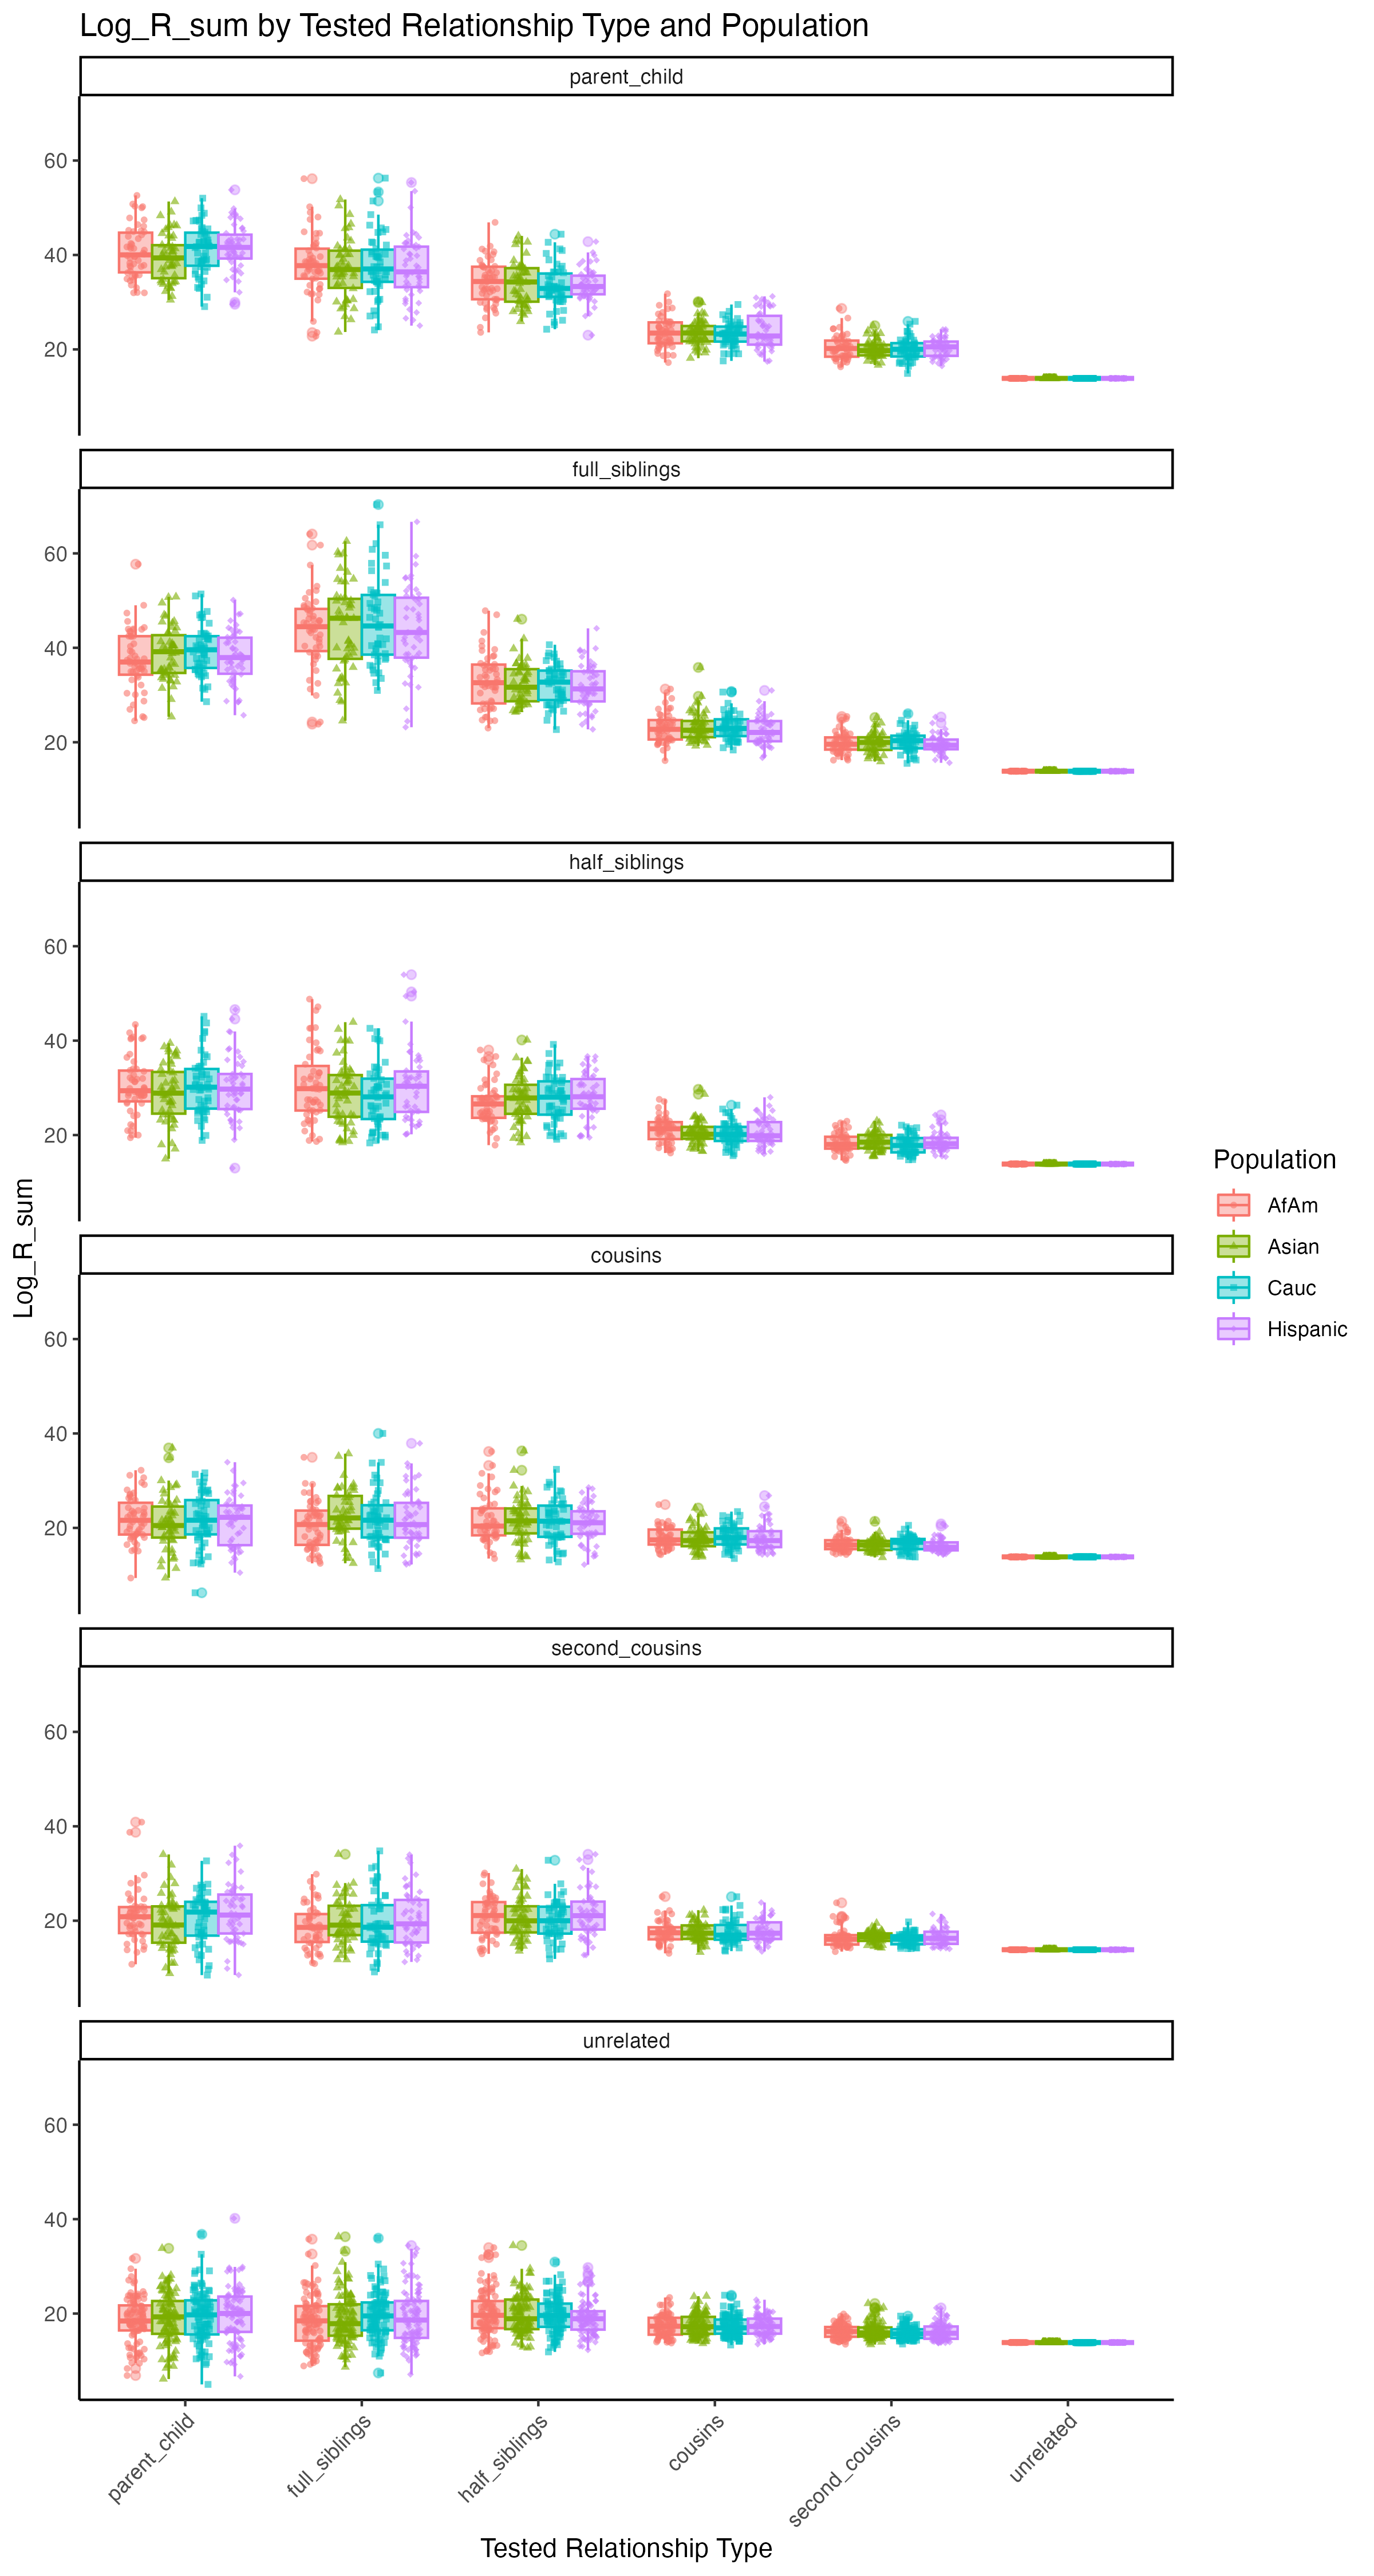 Log_R_sum by Tested Relationship Type and Population
parent_child
60
40
20
full_siblings
60
40
20
half_siblings
60
40
20
cousins
60
40
20
second_cousins
60
40
20
unrelated
60
40
20
Log_R_sum
parent_child
full_siblings
half_siblings
cousins
second_cousins
unrelated
Tested Relationship Type
Population
AfAm
Asian
Cauc
Hispanic